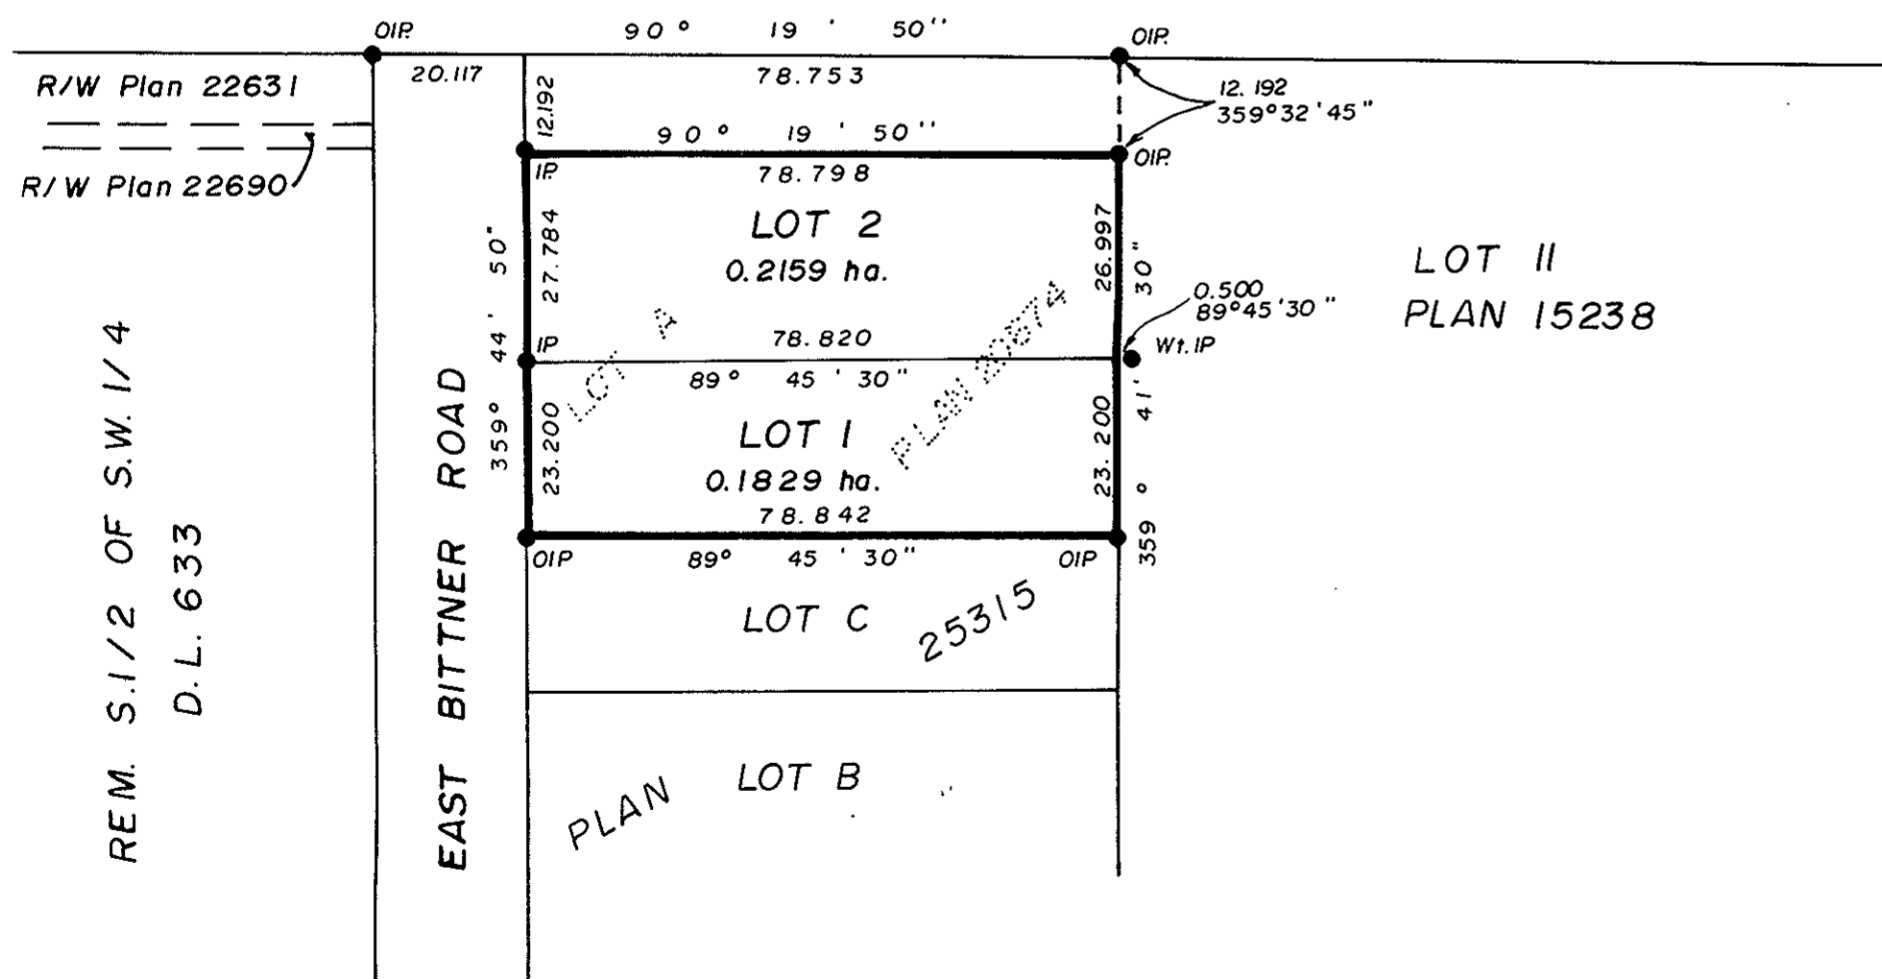 OIP.
90° 19' 50"
OIP.
R/W Plan 22631
20.117
78.753
12.192
359°32'45"
12.192
90° 19' 50"
OIP.
R/W Plan 22690
IP.
78.798
LOT 2
0.2159 ha.
27.784
26.997
359° 44' 50"
359° 41' 30"
LOT 11
PLAN 15238
0.500
89°45'30"
Wt. IP
IP
78.820
89° 45' 30"
LOT A
PLAN
LOT 1
0.1829 ha.
23.200
23.200
78.842
OIP
89° 45' 30"
OIP
LOT C
25315
PLAN
LOT B
EAST BITTNER ROAD
REM. S.1/2 OF S.W. 1/4
D.L. 633